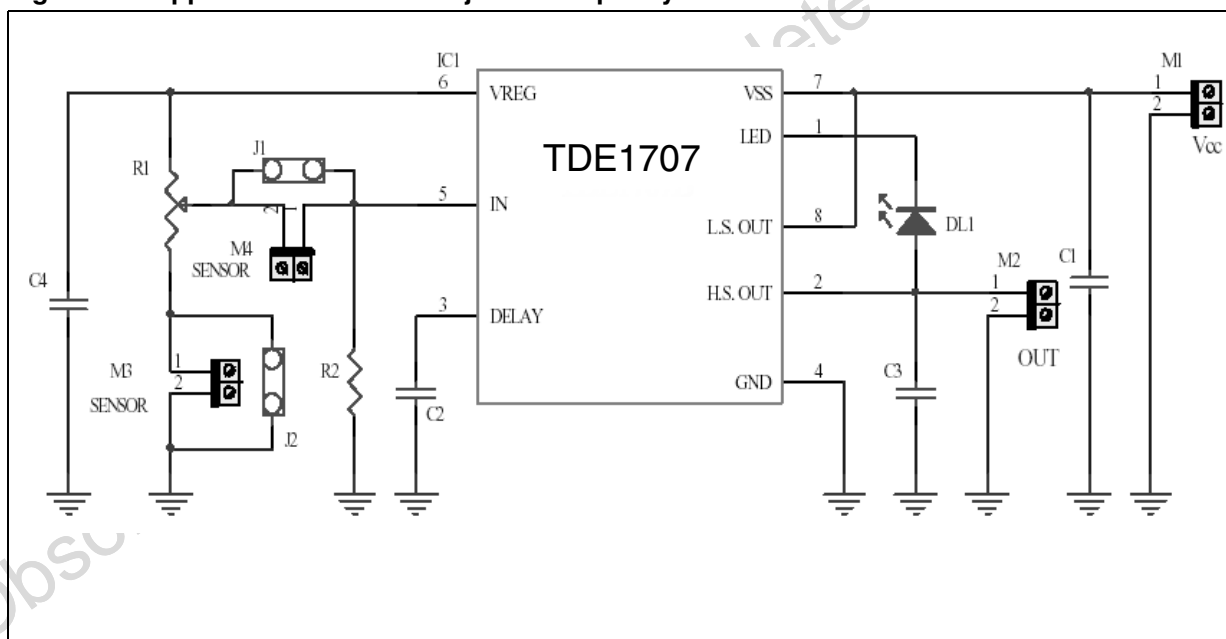 IC1
M1
6
VREG
VSS
7
1
2
Vcc
LED
1
TDE1707
J1
R1
5
IN
2
1
L.S. OUT
8
DL1
M4
SENSOR
C4
C1
M2
H.S. OUT
2
1
2
OUT
3
DELAY
M3
1
2
SENSOR
R2
C2
GND
4
C3
J2